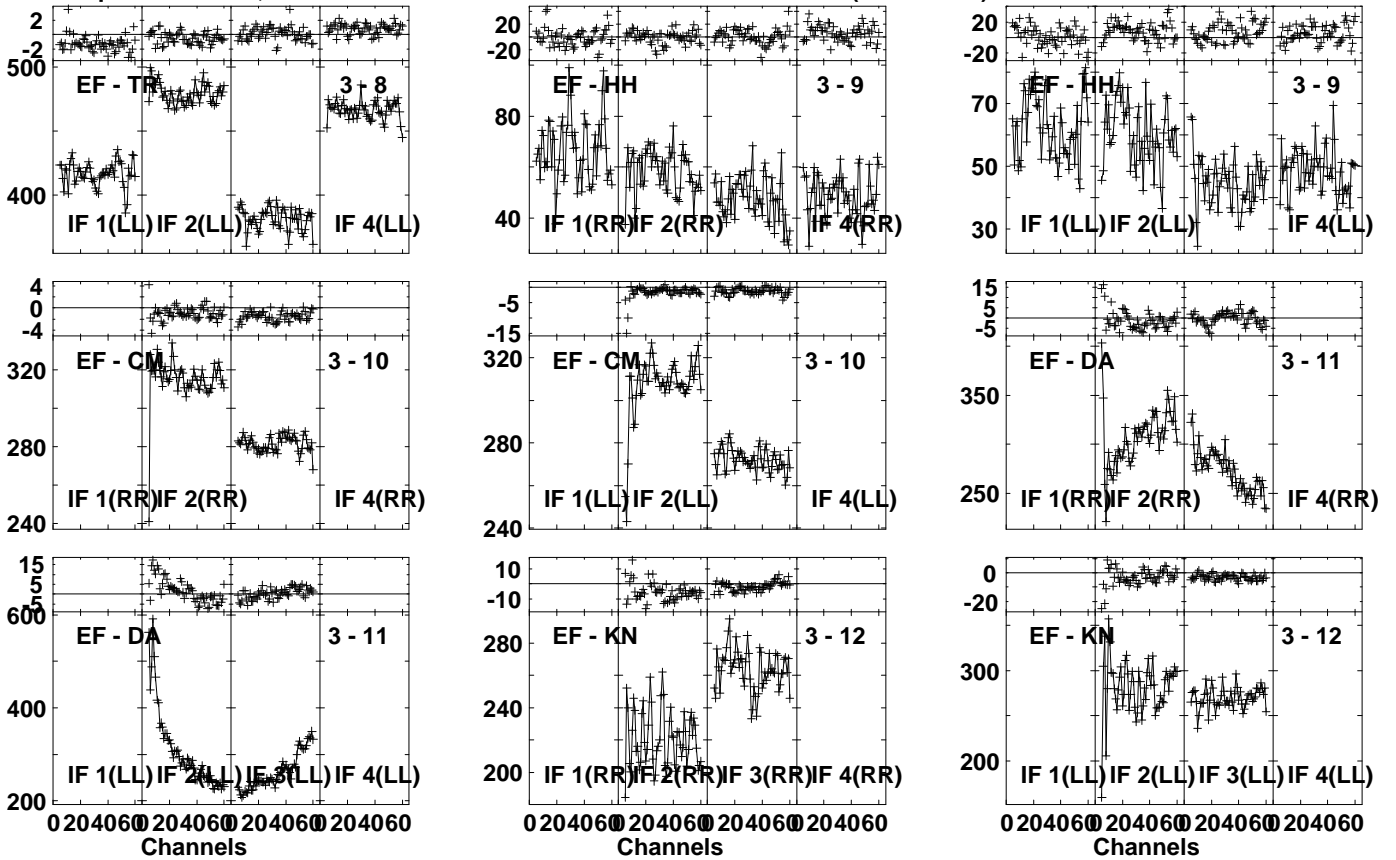 2
-2
500
EF - TR
3 - 8
400
IF 1(LL) IF 2(LL) IF 4(LL)
20
-20
EF - HH
3 - 9
80
40
IF 1(RR) IF 2(RR) IF 4(RR)
20
-20
EF - HH
3 - 9
70
50
30
IF 1(LL) IF 2(LL) IF 4(LL)
4
0
-4
EF - CM
3 - 10
320
280
240
IF 1(RR) IF 2(RR) IF 4(RR)
-5
-15
EF - CM
3 - 10
320
280
240
IF 1(LL) IF 2(LL) IF 4(LL)
15
5
-5
EF - DA
3 - 11
350
250
IF 1(RR) IF 2(RR) IF 4(RR)
15
5
-5
600
EF - DA
3 - 11
400
200
IF 1(LL) IF 2(LL) IF 3(LL) IF 4(LL)
0 20 40 60 0 20 40 60 0 20 40 60 0 20 40 60
Channels
10
-10
EF - KN
3 - 12
280
240
200
IF 1(RR) IF 2(RR) IF 3(RR) IF 4(RR)
0 20 40 60 0 20 40 60 0 20 40 60 0 20 40 60
Channels
0
-20
EF - KN
3 - 12
300
200
IF 1(LL) IF 2(LL) IF 3(LL) IF 4(LL)
0 20 40 60 0 20 40 60 0 20 40 60 0 20 40 60
Channels